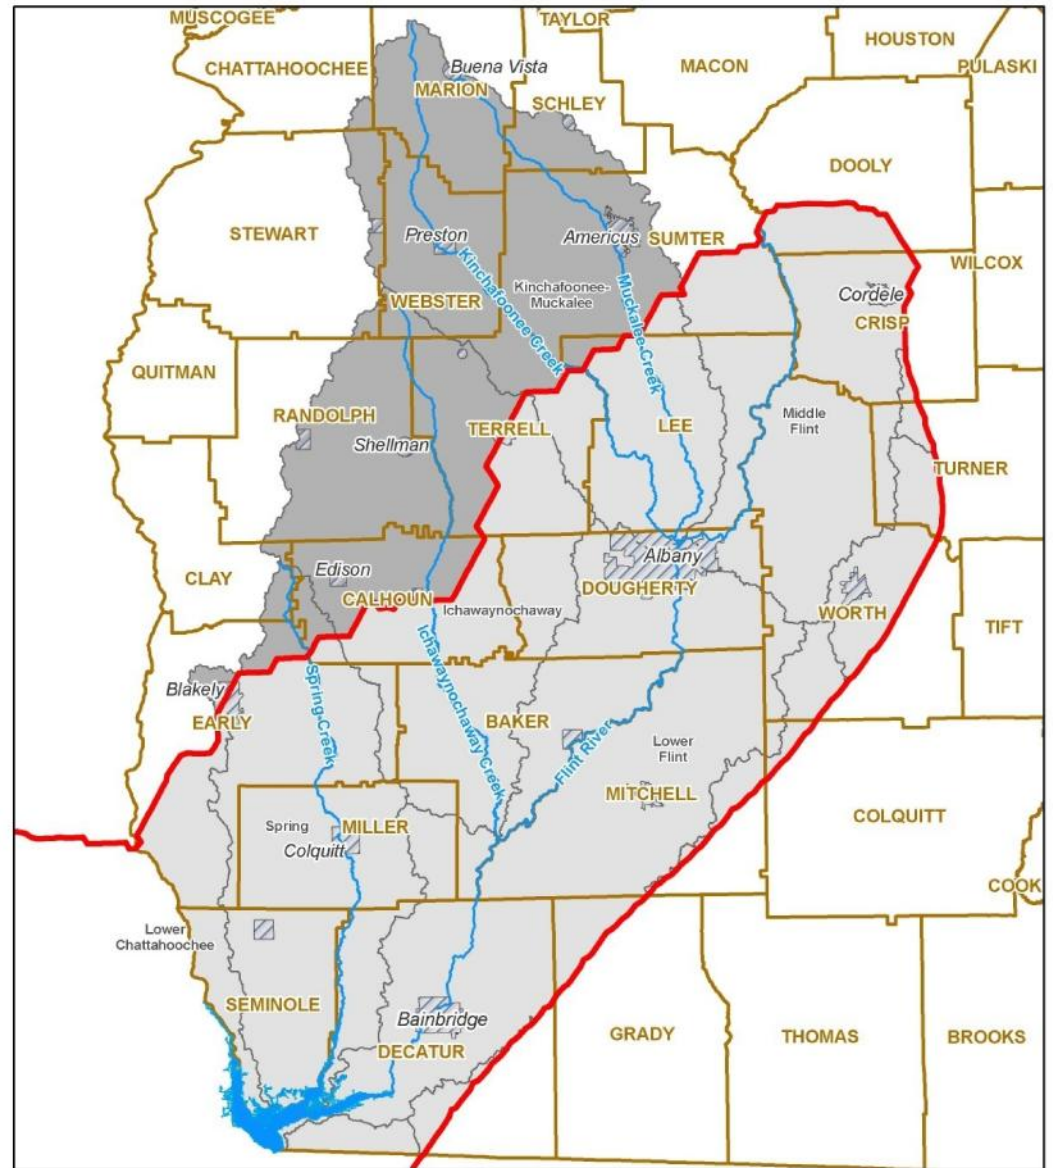 MUSCOGEE
TAYLOR
HOUSTON
CHATTAHOOCHEE
Buena Vista
MACON
PULASKI
MARION
SCHLEY
DOOLY
STEWART
Preston
Americus
SUMTER
WILCOX
Kinchafoonee-
Muckalee
Kinchafoonee Creek
Muckalee Creek
WEBSTER
Cordele
CRISP
QUITMAN
RANDOLPH
Shellman
TERRELL
LEE
Middle
Flint
TURNER
CLAY
Edison
CALHOUN
Ichawaynochaway
Albany
DOUGHERTY
WORTH
TIFT
Blakely
EARLY
Spring Creek
Ichawaynochaway Creek
BAKER
Flint River
Lower
Flint
MITCHELL
COLQUITT
Spring
MILLER
Colquitt
COOK
Lower
Chattahoochee
SEMINOLE
Bainbridge
DECATUR
GRADY
THOMAS
BROOKS